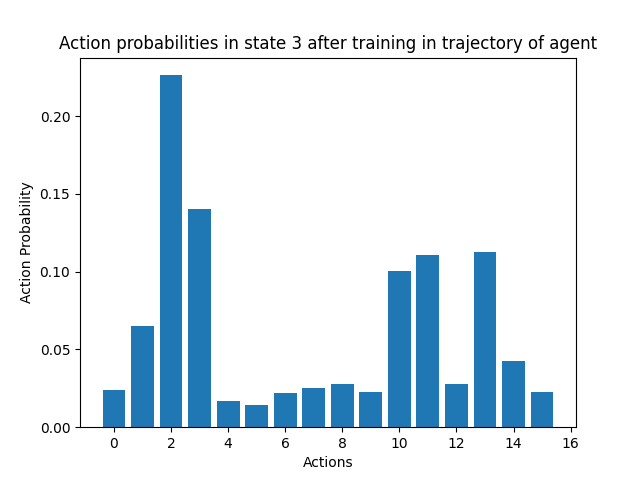 Action probabilities in state 3 after training in trajectory of agent
Action Probability
0.20
0.15
0.10
0.05
0.00
0 2 4 6 8 10 12 14 16
Actions